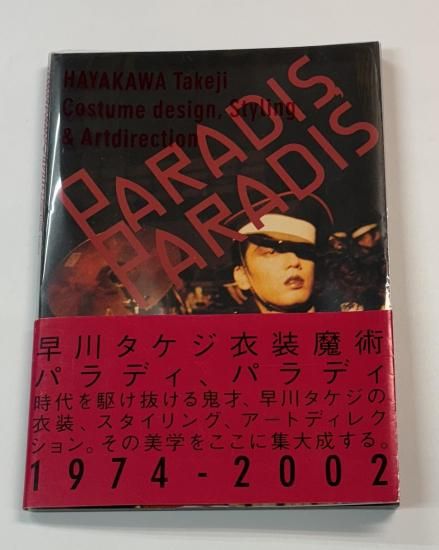 HAYAKAWA Takeji
Costume design, Styling
& Artdirection
PARADIS,
PARADIS
早川タケジ衣装魔術
パラディ、パラディ
時代を駆け抜ける鬼才、早川タケジの
衣装、スタイリング、アートディレク
ション。その美学をここに集大成する。
1974-2002